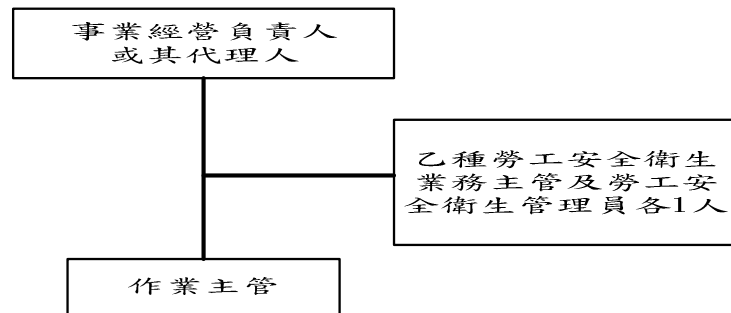 事業經營負責人
或其代理人
乙種勞工安全衛生
業務主管及勞工安
全衛生管理員各1人
作業主管